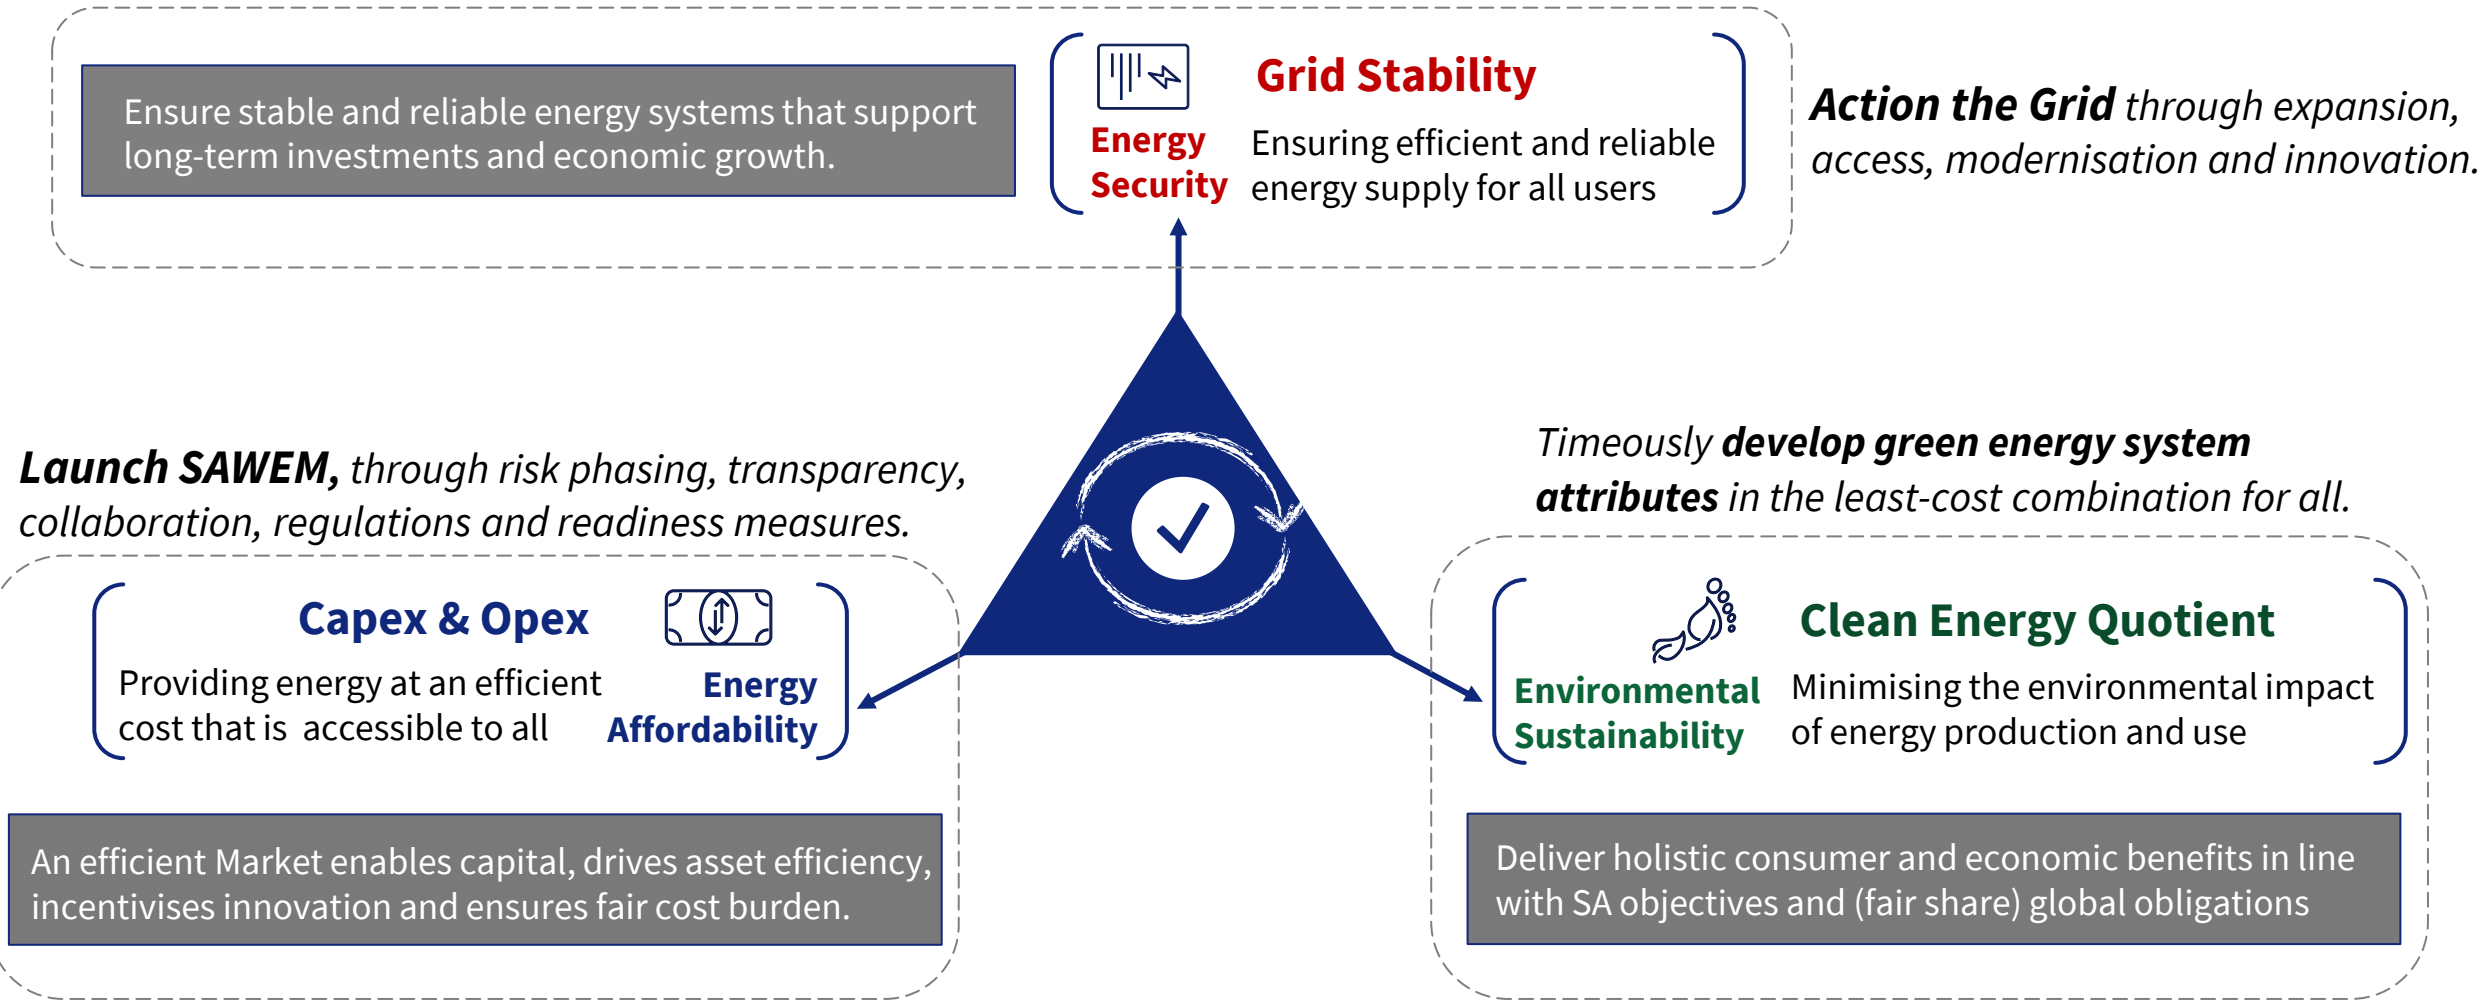 Ensure stable and reliable energy systems that support
long-term investments and economic growth.
Energy
Security
Grid Stability
Ensuring efficient and reliable
energy supply for all users
Action the Grid through expansion,
access, modernisation and innovation.
Launch SAWEM, through risk phasing, transparency,
collaboration, regulations and readiness measures.
Capex & Opex
Providing energy at an efficient
cost that is accessible to all
Energy
Affordability
An efficient Market enables capital, drives asset efficiency,
incentivises innovation and ensures fair cost burden.
Timeously develop green energy system
attributes in the least-cost combination for all.
Environmental
Sustainability
Clean Energy Quotient
Minimising the environmental impact
of energy production and use
Deliver holistic consumer and economic benefits in line
with SA objectives and (fair share) global obligations